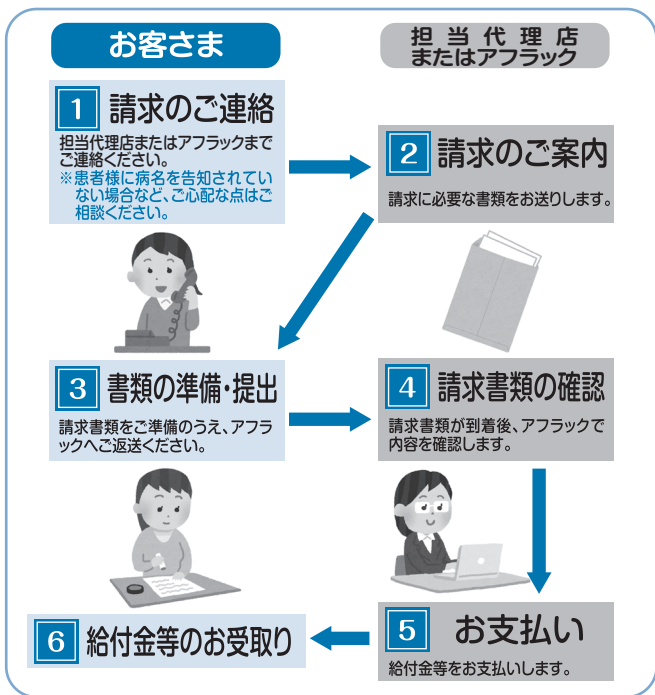 お客さま
担当代理店
またはアフラック
1 請求のご連絡
担当代理店またはアフラックまで
ご連絡ください。
※患者様に病名を告知されてい
ない場合など、ご心配な点はご
相談ください。
2 請求のご案内
請求に必要な書類をお送りします。
3 書類の準備・提出
請求書類をご準備のうえ、アフラ
ックへご返送ください。
4 請求書類の確認
請求書類が到着後、アフラックで
内容を確認します。
5 お支払い
給付金等をお支払いします。
6 給付金等のお受取り